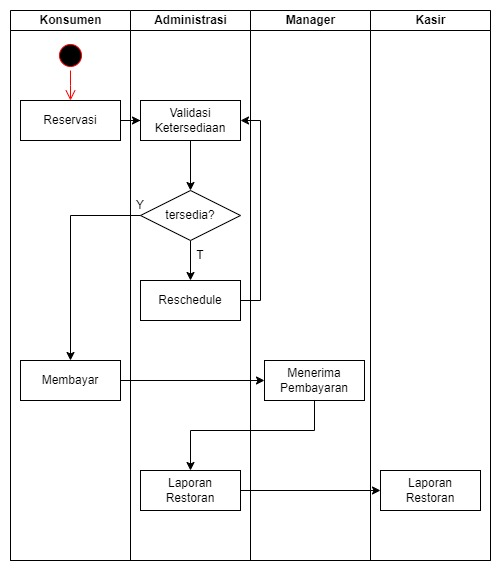 Konsumen
Administrasi
Manager
Kasir
Reservasi
Validasi
Ketersediaan
Y
tersedia?
T
Reschedule
Membayar
Menerima
Pembayaran
Laporan
Restoran
Laporan
Restoran